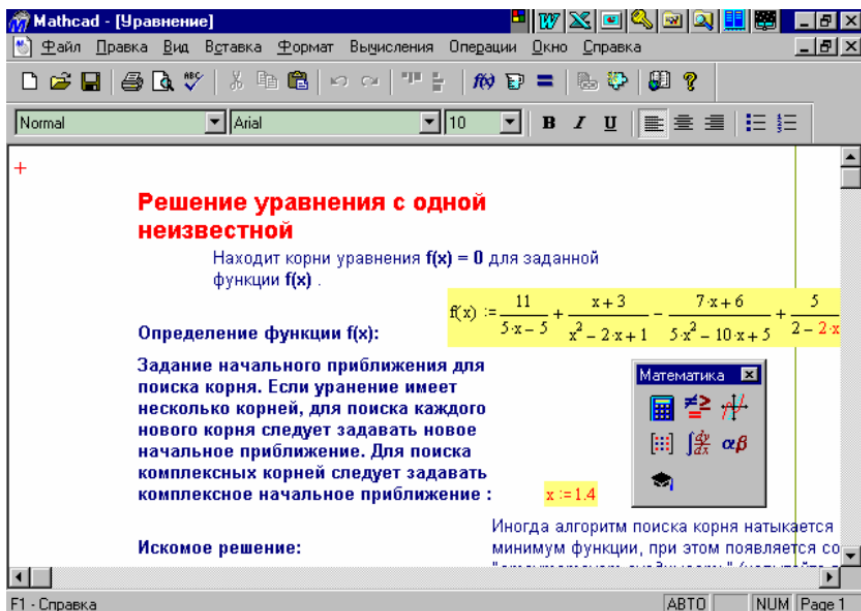 Mathcad - [Уравнение]
Файл Правка Вид Вставка Формат Вычисления Операции Окно Справка
Normal Arial 10 B I U
Решение уравнения с одной
неизвестной
Находит корни уравнения f(x) = 0 для заданной
функции f(x) .
Определение функции f(x):
f(x) := 11/(5·x − 5) + (x + 3)/(x² − 2·x + 1) − (7·x + 6)/(5·x² − 10·x + 5) + 5/(2 − 2·x
Задание начального приближения для
поиска корня. Если уранение имеет
несколько корней, для поиска каждого
нового корня следует задавать новое
начальное приближение. Для поиска
комплексных корней следует задавать
комплексное начальное приближение :
x := 1.4
Математика
Иногда алгоритм поиска корня натыкается
Искомое решение:
минимум функции, при этом появляется со
F1 - Справка АВТО NUM Page 1